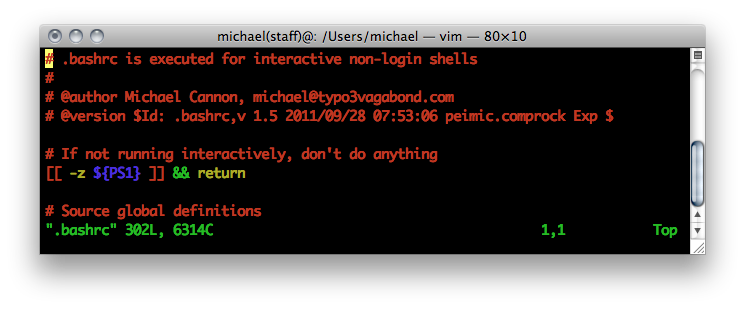 michael(staff)@: /Users/michael — vim — 80×10
# .bashrc is executed for interactive non-login shells
#
# @author Michael Cannon, michael@typo3vagabond.com
# @version $Id: .bashrc,v 1.5 2011/09/28 07:53:06 peimic.comprock Exp $
# If not running interactively, don't do anything
[[ -z ${PS1} ]] && return
# Source global definitions
".bashrc" 302L, 6314C 1,1 Top